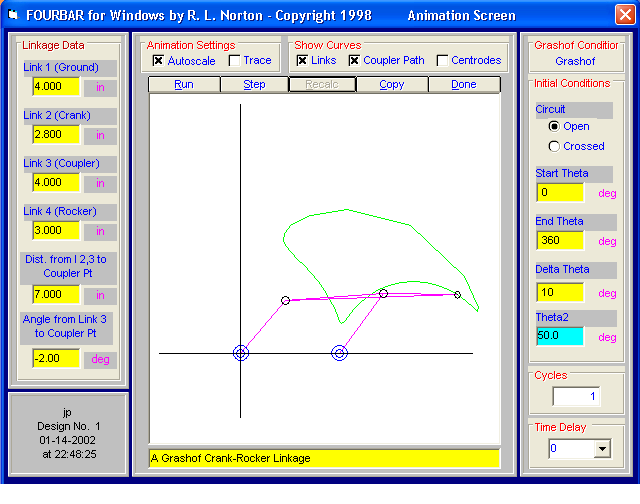 FOURBAR for Windows by R. L. Norton - Copyright 1998 Animation Screen
Linkage Data
Link 1 (Ground)
4.000 in
Link 2 (Crank)
2.800 in
Link 3 (Coupler)
4.000 in
Link 4 (Rocker)
3.000 in
Dist. from I 2,3 to
Coupler Pt
7.000 in
Angle from Link 3
to Coupler Pt
-2.00 deg
jp
Design No. 1
01-14-2002
at 22:48:25
Animation Settings
Autoscale Trace
Show Curves
Links Coupler Path Centrodes
Run Step Recalc Copy Done
A Grashof Crank-Rocker Linkage
Grashof Condition
Grashof
Initial Conditions
Circuit
Open
Crossed
Start Theta
0 deg
End Theta
360 deg
Delta Theta
10 deg
Theta2
50.0 deg
Cycles
1
Time Delay
0